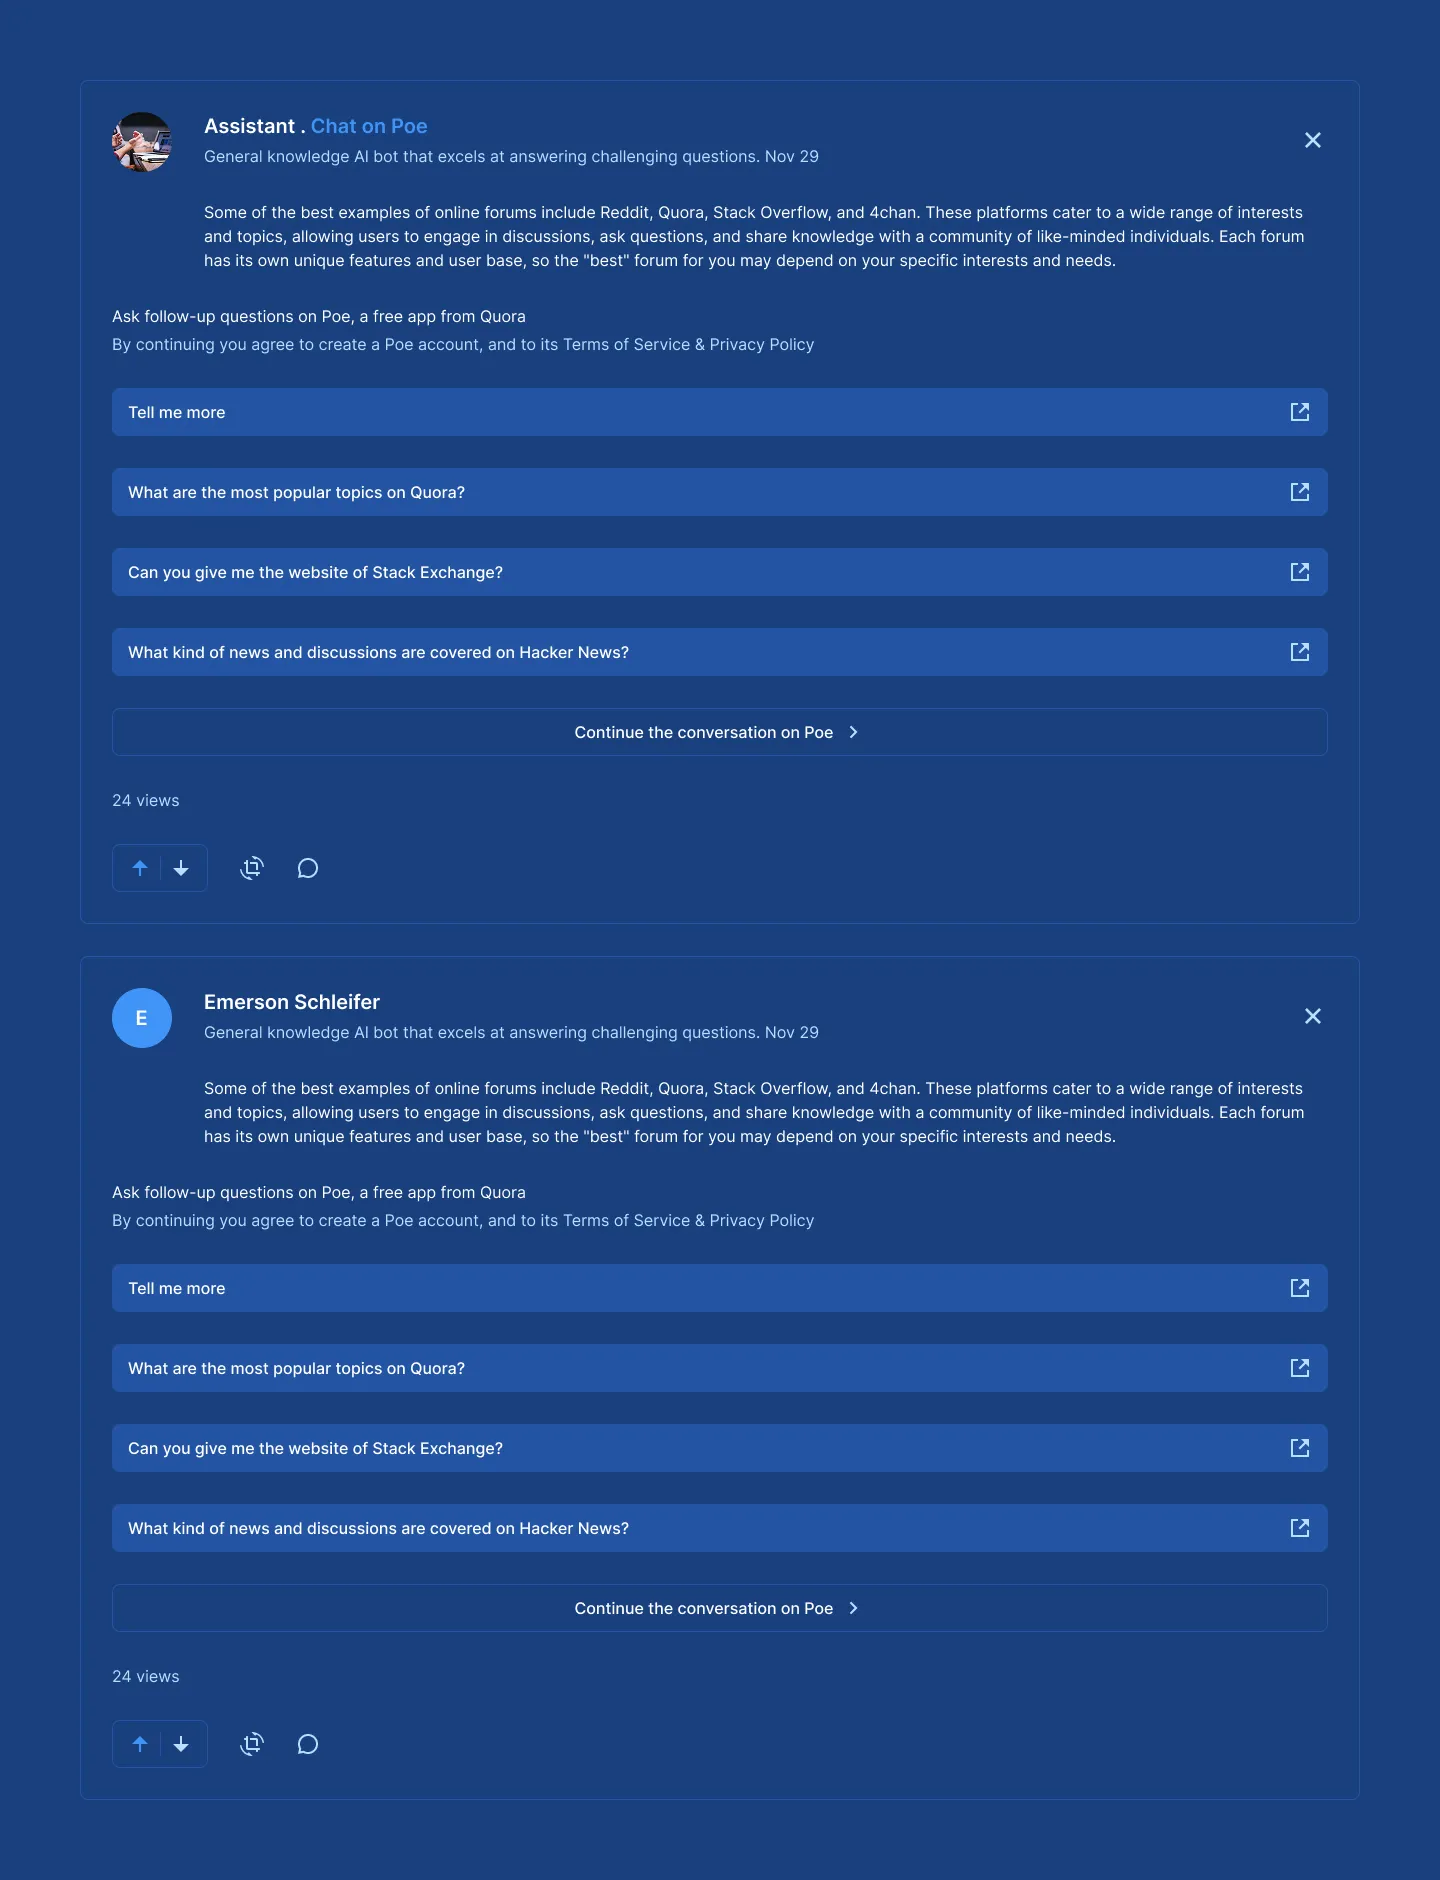 Assistant . Chat on Poe
General knowledge AI bot that excels at answering challenging questions. Nov 29
Some of the best examples of online forums include Reddit, Quora, Stack Overflow, and 4chan. These platforms cater to a wide range of interests
and topics, allowing users to engage in discussions, ask questions, and share knowledge with a community of like-minded individuals. Each forum
has its own unique features and user base, so the "best" forum for you may depend on your specific interests and needs.
Ask follow-up questions on Poe, a free app from Quora
By continuing you agree to create a Poe account, and to its Terms of Service & Privacy Policy
Tell me more
What are the most popular topics on Quora?
Can you give me the website of Stack Exchange?
What kind of news and discussions are covered on Hacker News?
Continue the conversation on Poe
24 views
E
Emerson Schleifer
General knowledge AI bot that excels at answering challenging questions. Nov 29
Some of the best examples of online forums include Reddit, Quora, Stack Overflow, and 4chan. These platforms cater to a wide range of interests
and topics, allowing users to engage in discussions, ask questions, and share knowledge with a community of like-minded individuals. Each forum
has its own unique features and user base, so the "best" forum for you may depend on your specific interests and needs.
Ask follow-up questions on Poe, a free app from Quora
By continuing you agree to create a Poe account, and to its Terms of Service & Privacy Policy
Tell me more
What are the most popular topics on Quora?
Can you give me the website of Stack Exchange?
What kind of news and discussions are covered on Hacker News?
Continue the conversation on Poe
24 views